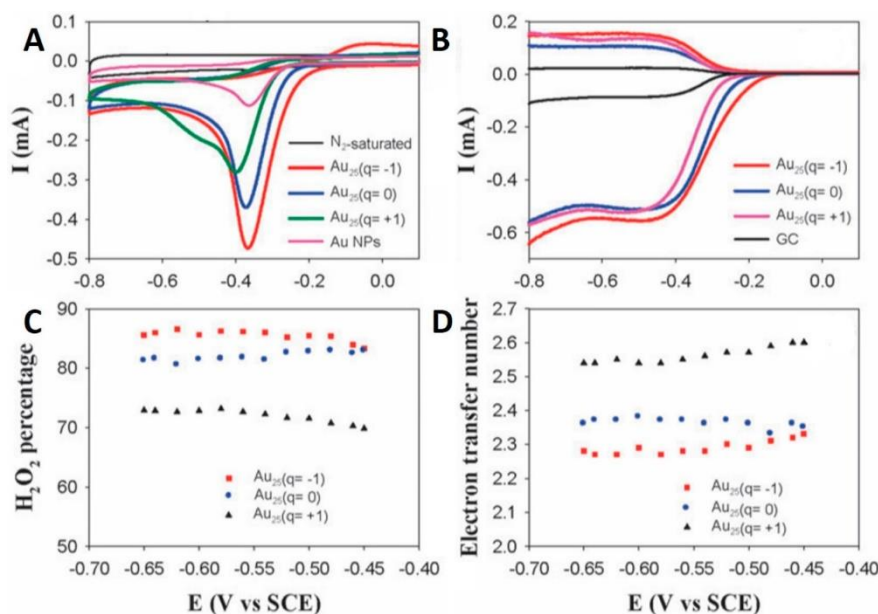 A
0.1
0.0
-0.1
-0.2
-0.3
-0.4
-0.5
I (mA)
N₂-saturated
Au₂₅(q= -1)
Au₂₅(q= 0)
Au₂₅(q= +1)
Au NPs
-0.8 -0.6 -0.4 -0.2 0.0
B
0.2
0.0
-0.2
-0.4
-0.6
I (mA)
Au₂₅(q= -1)
Au₂₅(q= 0)
Au₂₅(q= +1)
GC
-0.8 -0.6 -0.4 -0.2 0.0
C
90
80
70
60
50
H₂O₂ percentage
Au₂₅(q= -1)
Au₂₅(q= 0)
Au₂₅(q= +1)
-0.70 -0.65 -0.60 -0.55 -0.50 -0.45
E (V vs SCE)
D
2.7
2.6
2.5
2.4
2.3
2.2
2.1
2.0
Electron transfer number
Au₂₅(q= -1)
Au₂₅(q= 0)
Au₂₅(q= +1)
-0.70 -0.65 -0.60 -0.55 -0.50 -0.45 -0.40
E (V vs SCE)